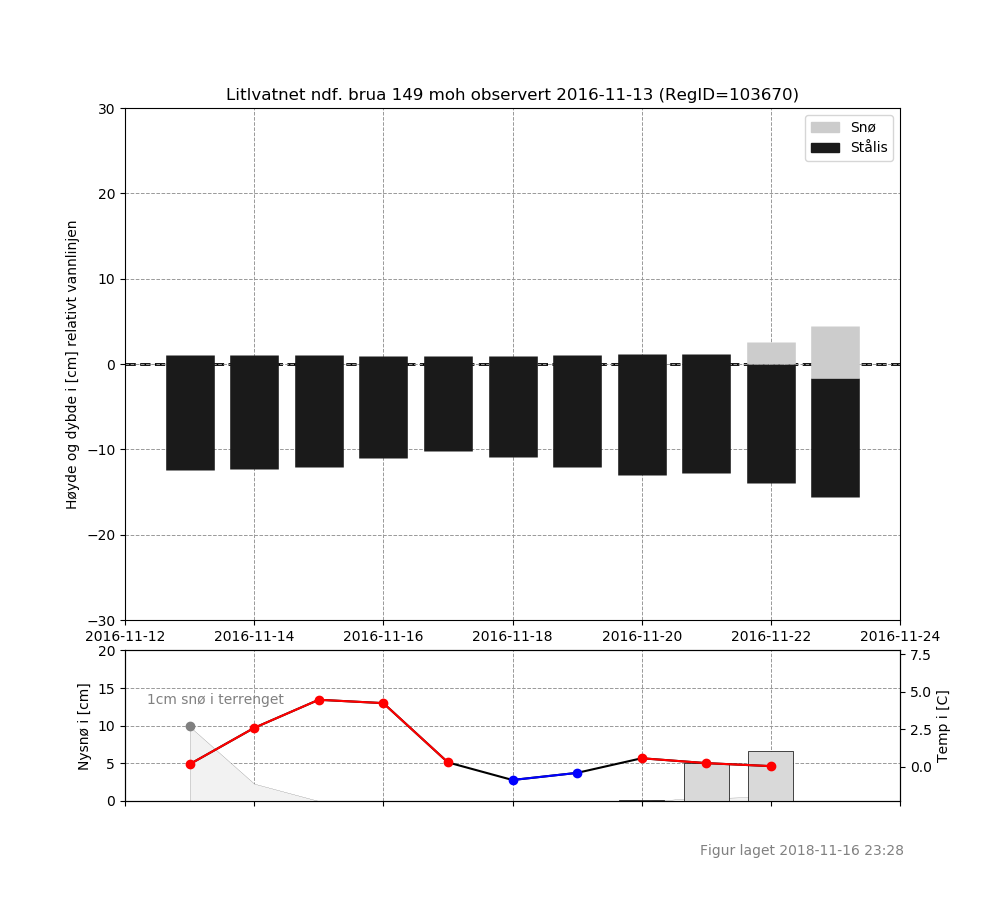 Litlvatnet ndf. brua 149 moh observert 2016-11-13 (RegID=103670)
Snø
Stålis
Høyde og dybde i [cm] relativt vannlinjen
30
20
10
0
−10
−20
−30
2016-11-12 2016-11-14 2016-11-16 2016-11-18 2016-11-20 2016-11-22 2016-11-24
Nysnø i [cm]
20
15
10
5
0
1cm snø i terrenget
7.5
5.0
2.5
0.0
Temp i [C]
Figur laget 2018-11-16 23:28